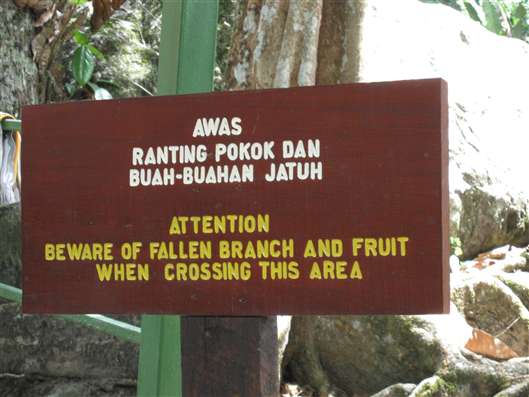 AWAS
RANTING POKOK DAN
BUAH-BUAHAN JATUH
ATTENTION
BEWARE OF FALLEN BRANCH AND FRUIT
WHEN CROSSING THIS AREA